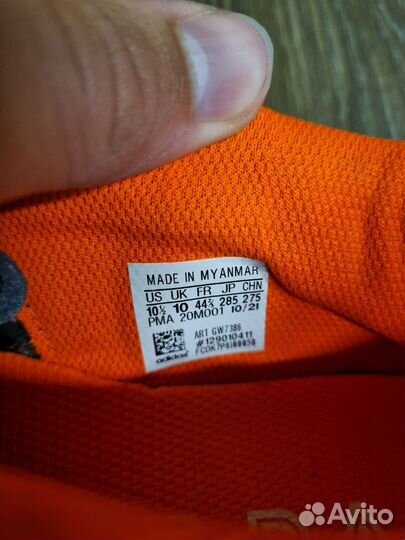 MADE IN MYANMAR
US UK FR JP CHN
10½ 10 44⅔ 285 275
PMA 20M001 10/21
ART GW7386
#129010411
adidas
Avito